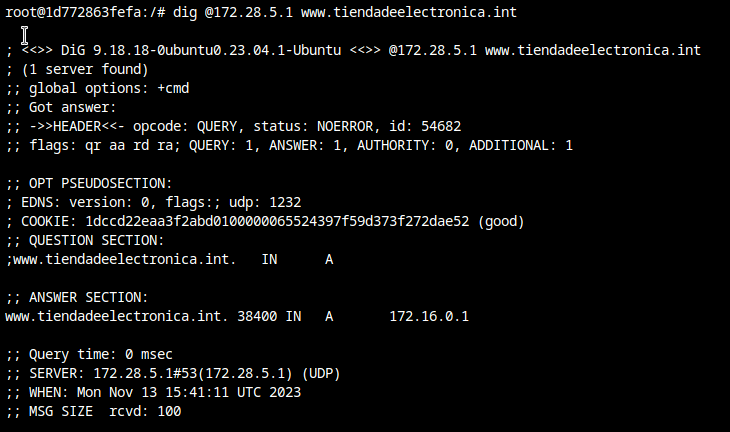 root@1d772863fefa:/# dig @172.28.5.1 www.tiendadeelectronica.int
; <<>> DiG 9.18.18-0ubuntu0.23.04.1-Ubuntu <<>> @172.28.5.1 www.tiendadeelectronica.int
; (1 server found)
;; global options: +cmd
;; Got answer:
;; ->>HEADER<<- opcode: QUERY, status: NOERROR, id: 54682
;; flags: qr aa rd ra; QUERY: 1, ANSWER: 1, AUTHORITY: 0, ADDITIONAL: 1
;; OPT PSEUDOSECTION:
; EDNS: version: 0, flags:; udp: 1232
; COOKIE: 1dccd22eaa3f2abd0100000065524397f59d373f272dae52 (good)
;; QUESTION SECTION:
;www.tiendadeelectronica.int. IN A
;; ANSWER SECTION:
www.tiendadeelectronica.int. 38400 IN A 172.16.0.1
;; Query time: 0 msec
;; SERVER: 172.28.5.1#53(172.28.5.1) (UDP)
;; WHEN: Mon Nov 13 15:41:11 UTC 2023
;; MSG SIZE rcvd: 100